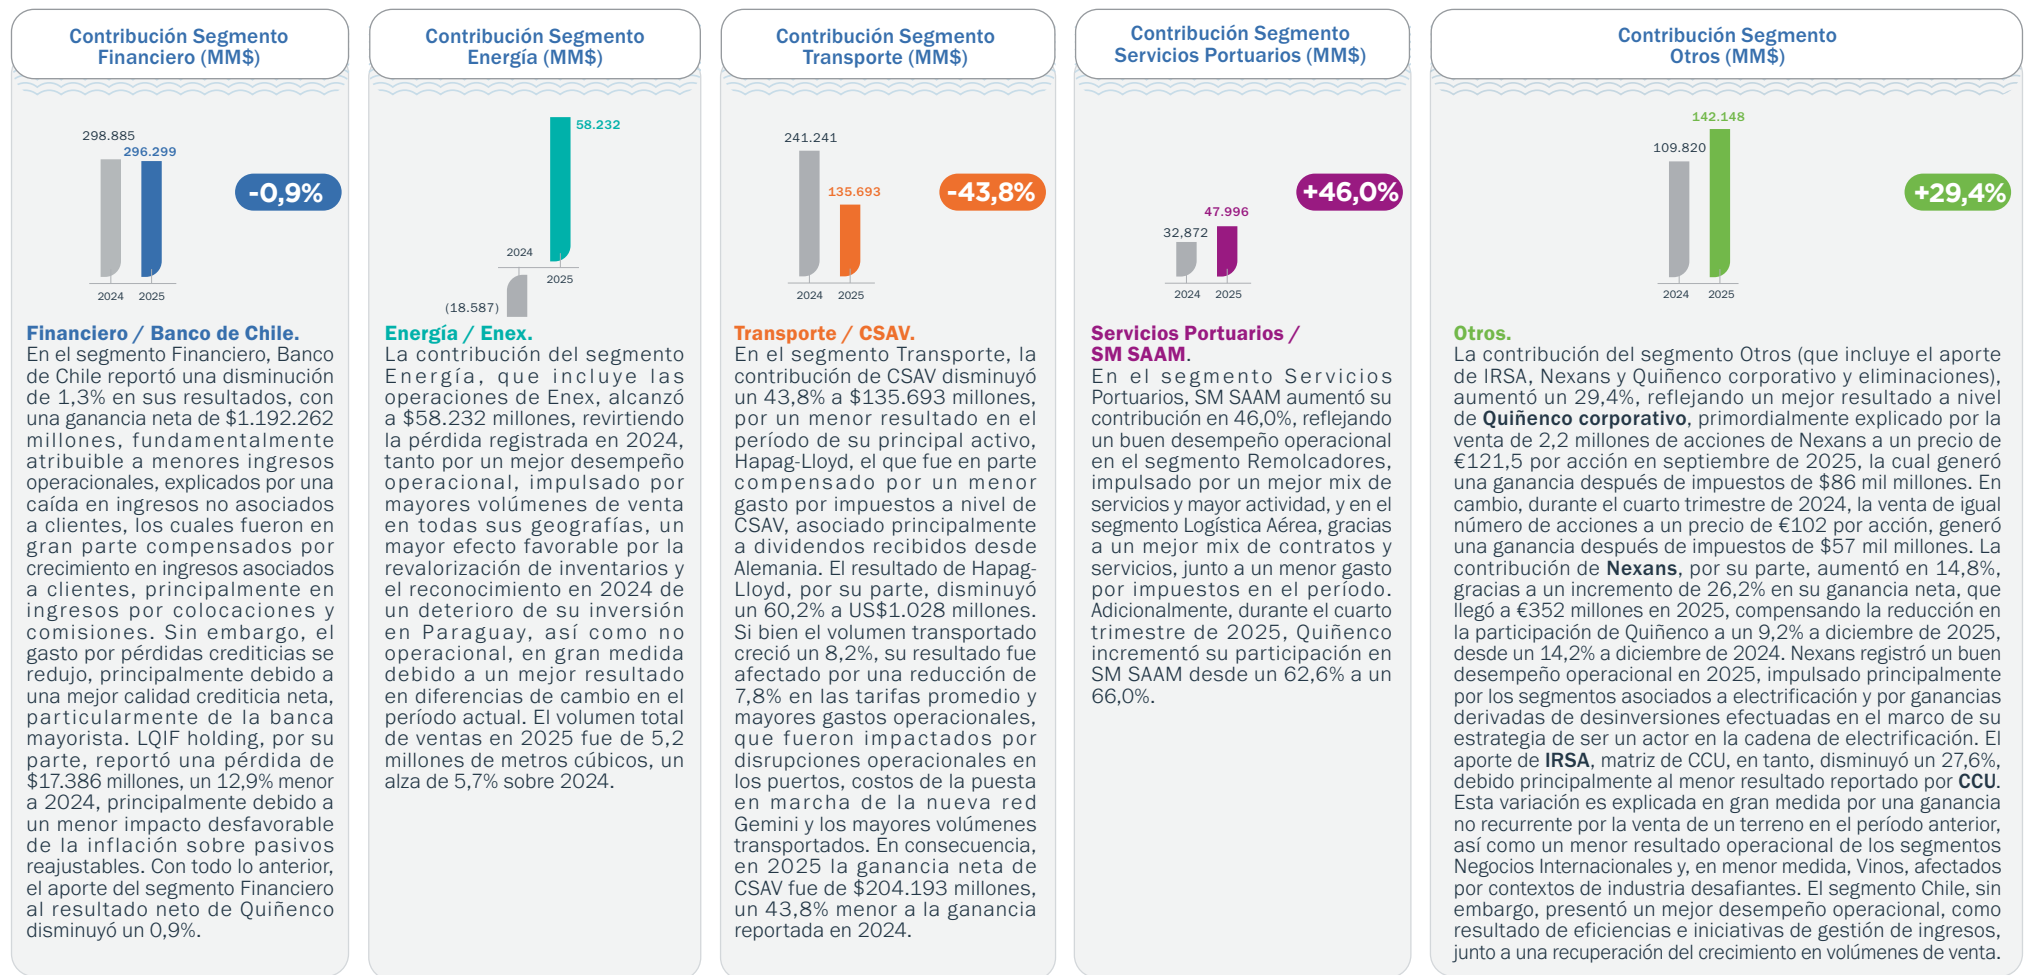 Contribución Segmento
Financiero (MM$)
298.885
296.299
-0,9%
2024 2025
Financiero / Banco de Chile.
En el segmento Financiero, Banco
de Chile reportó una disminución
de 1,3% en sus resultados, con
una ganancia neta de $1.192.262
millones, fundamentalmente
atribuible a menores ingresos
operacionales, explicados por una
caída en ingresos no asociados
a clientes, los cuales fueron en
gran parte compensados por
crecimiento en ingresos asociados
a clientes, principalmente en
ingresos por colocaciones y
comisiones. Sin embargo, el
gasto por pérdidas crediticias se
redujo, principalmente debido a
una mejor calidad crediticia neta,
particularmente de la banca
mayorista. LQIF holding, por su
parte, reportó una pérdida de
$17.386 millones, un 12,9% menor
a 2024, principalmente debido a
un menor impacto desfavorable
de la inflación sobre pasivos
reajustables. Con todo lo anterior,
el aporte del segmento Financiero
al resultado neto de Quiñenco
disminuyó un 0,9%.
Contribución Segmento
Energía (MM$)
58.232
2024
2025
(18.587)
Energía / Enex.
La contribución del segmento
Energía, que incluye las
operaciones de Enex, alcanzó
a $58.232 millones, revirtiendo
la pérdida registrada en 2024,
tanto por un mejor desempeño
operacional, impulsado por
mayores volúmenes de venta
en todas sus geografías, un
mayor efecto favorable por la
revalorización de inventarios y
el reconocimiento en 2024 de
un deterioro de su inversión
en Paraguay, así como no
operacional, en gran medida
debido a un mejor resultado
en diferencias de cambio en el
período actual. El volumen total
de ventas en 2025 fue de 5,2
millones de metros cúbicos, un
alza de 5,7% sobre 2024.
Contribución Segmento
Transporte (MM$)
241.241
135.693
-43,8%
2024 2025
Transporte / CSAV.
En el segmento Transporte, la
contribución de CSAV disminuyó
un 43,8% a $135.693 millones,
por un menor resultado en el
período de su principal activo,
Hapag-Lloyd, el que fue en parte
compensado por un menor
gasto por impuestos a nivel de
CSAV, asociado principalmente
a dividendos recibidos desde
Alemania. El resultado de Hapag-
Lloyd, por su parte, disminuyó
un 60,2% a US$1.028 millones.
Si bien el volumen transportado
creció un 8,2%, su resultado fue
afectado por una reducción de
7,8% en las tarifas promedio y
mayores gastos operacionales,
que fueron impactados por
disrupciones operacionales en
los puertos, costos de la puesta
en marcha de la nueva red
Gemini y los mayores volúmenes
transportados. En consecuencia,
en 2025 la ganancia neta de
CSAV fue de $204.193 millones,
un 43,8% menor a la ganancia
reportada en 2024.
Contribución Segmento
Servicios Portuarios (MM$)
+46,0%
47.996
32,872
2024 2025
Servicios Portuarios /
SM SAAM.
En el segmento Servicios
Portuarios, SM SAAM aumentó su
contribución en 46,0%, reflejando
un buen desempeño operacional
en el segmento Remolcadores,
impulsado por un mejor mix de
servicios y mayor actividad, y en el
segmento Logística Aérea, gracias
a un mejor mix de contratos y
servicios, junto a un menor gasto
por impuestos en el período.
Adicionalmente, durante el cuarto
trimestre de 2025, Quiñenco
incrementó su participación en
SM SAAM desde un 62,6% a un
66,0%.
Contribución Segmento
Otros (MM$)
142.148
109.820
+29,4%
2024 2025
Otros.
La contribución del segmento Otros (que incluye el aporte
de IRSA, Nexans y Quiñenco corporativo y eliminaciones),
aumentó un 29,4%, reflejando un mejor resultado a nivel
de Quiñenco corporativo, primordialmente explicado por la
venta de 2,2 millones de acciones de Nexans a un precio de
€121,5 por acción en septiembre de 2025, la cual generó
una ganancia después de impuestos de $86 mil millones. En
cambio, durante el cuarto trimestre de 2024, la venta de igual
número de acciones a un precio de €102 por acción, generó
una ganancia después de impuestos de $57 mil millones. La
contribución de Nexans, por su parte, aumentó en 14,8%,
gracias a un incremento de 26,2% en su ganancia neta, que
llegó a €352 millones en 2025, compensando la reducción en
la participación de Quiñenco a un 9,2% a diciembre de 2025,
desde un 14,2% a diciembre de 2024. Nexans registró un buen
desempeño operacional en 2025, impulsado principalmente
por los segmentos asociados a electrificación y por ganancias
derivadas de desinversiones efectuadas en el marco de su
estrategia de ser un actor en la cadena de electrificación. El
aporte de IRSA, matriz de CCU, en tanto, disminuyó un 27,6%,
debido principalmente al menor resultado reportado por CCU.
Esta variación es explicada en gran medida por una ganancia
no recurrente por la venta de un terreno en el período anterior,
así como un menor resultado operacional de los segmentos
Negocios Internacionales y, en menor medida, Vinos, afectados
por contextos de industria desafiantes. El segmento Chile, sin
embargo, presentó un mejor desempeño operacional, como
resultado de eficiencias e iniciativas de gestión de ingresos,
junto a una recuperación del crecimiento en volúmenes de venta.